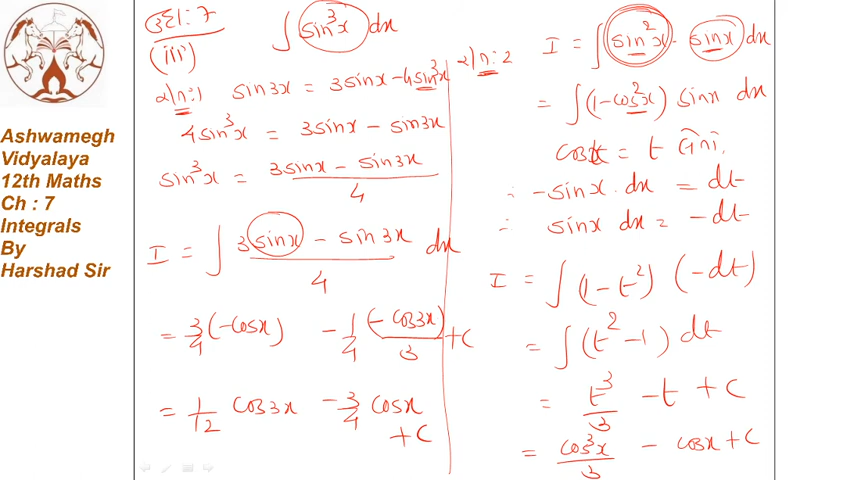 Ashwamegh
Vidyalaya
12th Maths
Ch : 7
Integrals
By
Harshad Sir
: 7
(iii)
∫ sin³x dx
sin3x = 3sinx - 4sin³x
4sin³x = 3sinx - sin3x
sin³x = (3sinx - sin3x)/4
I = ∫ (3sinx - sin3x)/4 dx
= 3/4 (-cosx) - 1/4 (-cos3x)/3 + c
= 1/12 cos3x - 3/4 cosx + c
I = ∫ sin²x · sinx dx
= ∫ (1-cos²x) sinx dx
cosx = t
∴ -sinx · dx = dt
∴ sinx dx = -dt
I = ∫ (1-t²) (-dt)
= ∫ (t²-1) dt
= t³/3 - t + c
= cos³x/3 - cosx + c